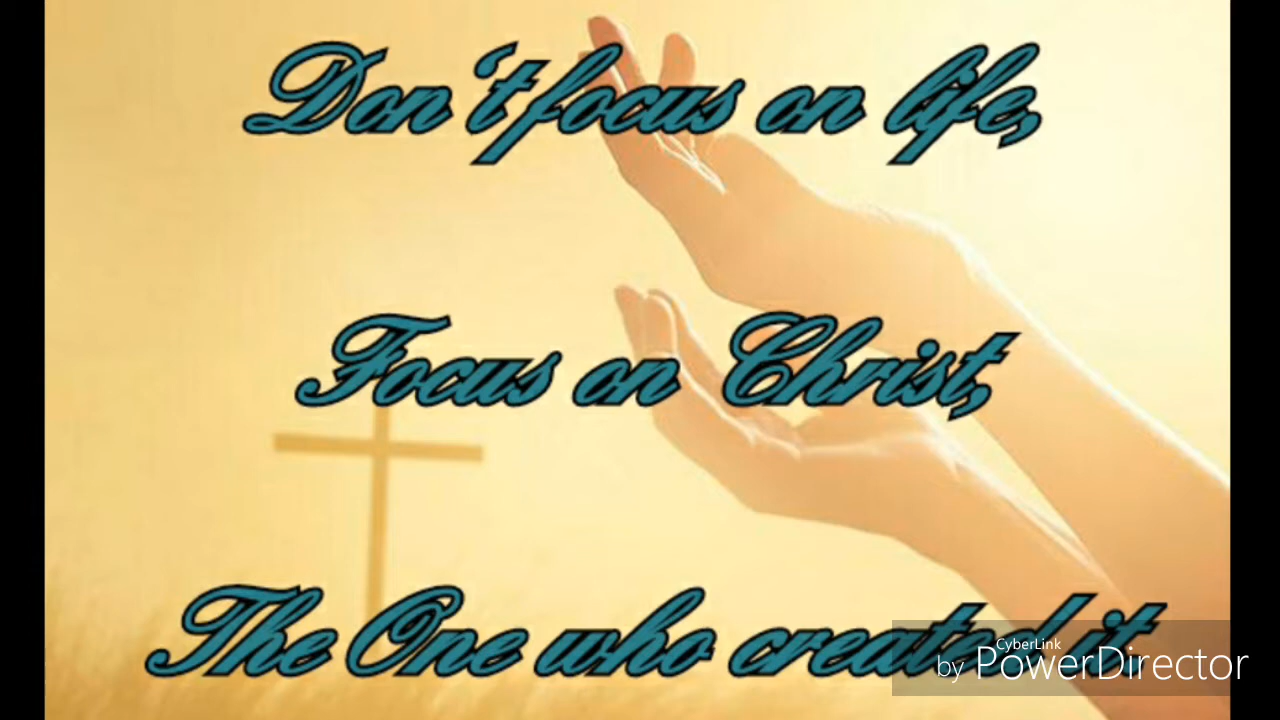 Don't focus on life,
Focus on Christ,
The One who created it
CyberLink
by PowerDirector